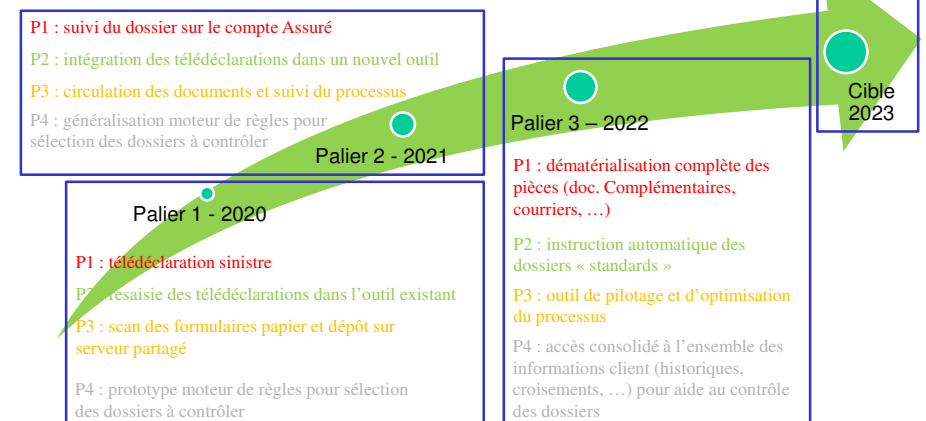 P1 : suivi du dossier sur le compte Assuré
P2 : intégration des télédéclarations dans un nouvel outil
P3 : circulation des documents et suivi du processus
P4 : généralisation moteur de règles pour
sélection des dossiers à contrôler
Palier 2 - 2021
Palier 1 - 2020
P1 : télédéclaration sinistre
P2 : resaisie des télédéclarations dans l’outil existant
P3 : scan des formulaires papier et dépôt sur
serveur partagé
P4 : prototype moteur de règles pour sélection
des dossiers à contrôler
Palier 3 – 2022
P1 : dématérialisation complète des
pièces (doc. Complémentaires,
courriers, …)
P2 : instruction automatique des
dossiers « standards »
P3 : outil de pilotage et d’optimisation
du processus
P4 : accès consolidé à l’ensemble des
informations client (historiques,
croisements, …) pour aide au contrôle
des dossiers
Cible
2023